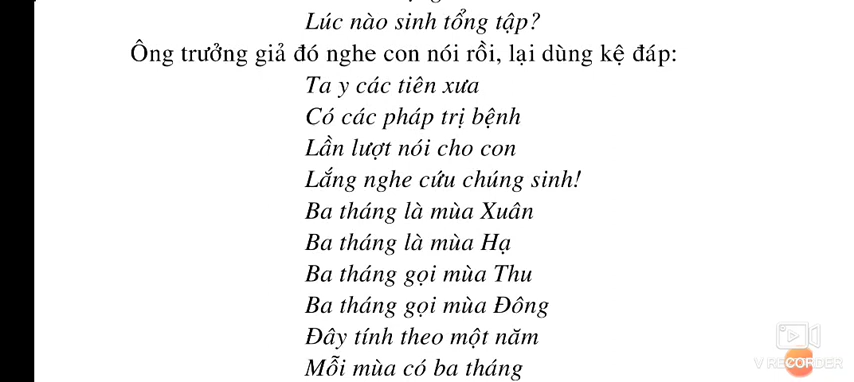 Lúc nào sinh tổng tập?
Ông trưởng giả đó nghe con nói rồi, lại dùng kệ đáp:
Ta y các tiên xưa
Có các pháp trị bệnh
Lần lượt nói cho con
Lắng nghe cứu chúng sinh!
Ba tháng là mùa Xuân
Ba tháng là mùa Hạ
Ba tháng gọi mùa Thu
Ba tháng gọi mùa Đông
Đây tính theo một năm
Mỗi mùa có ba tháng
V RECORDER